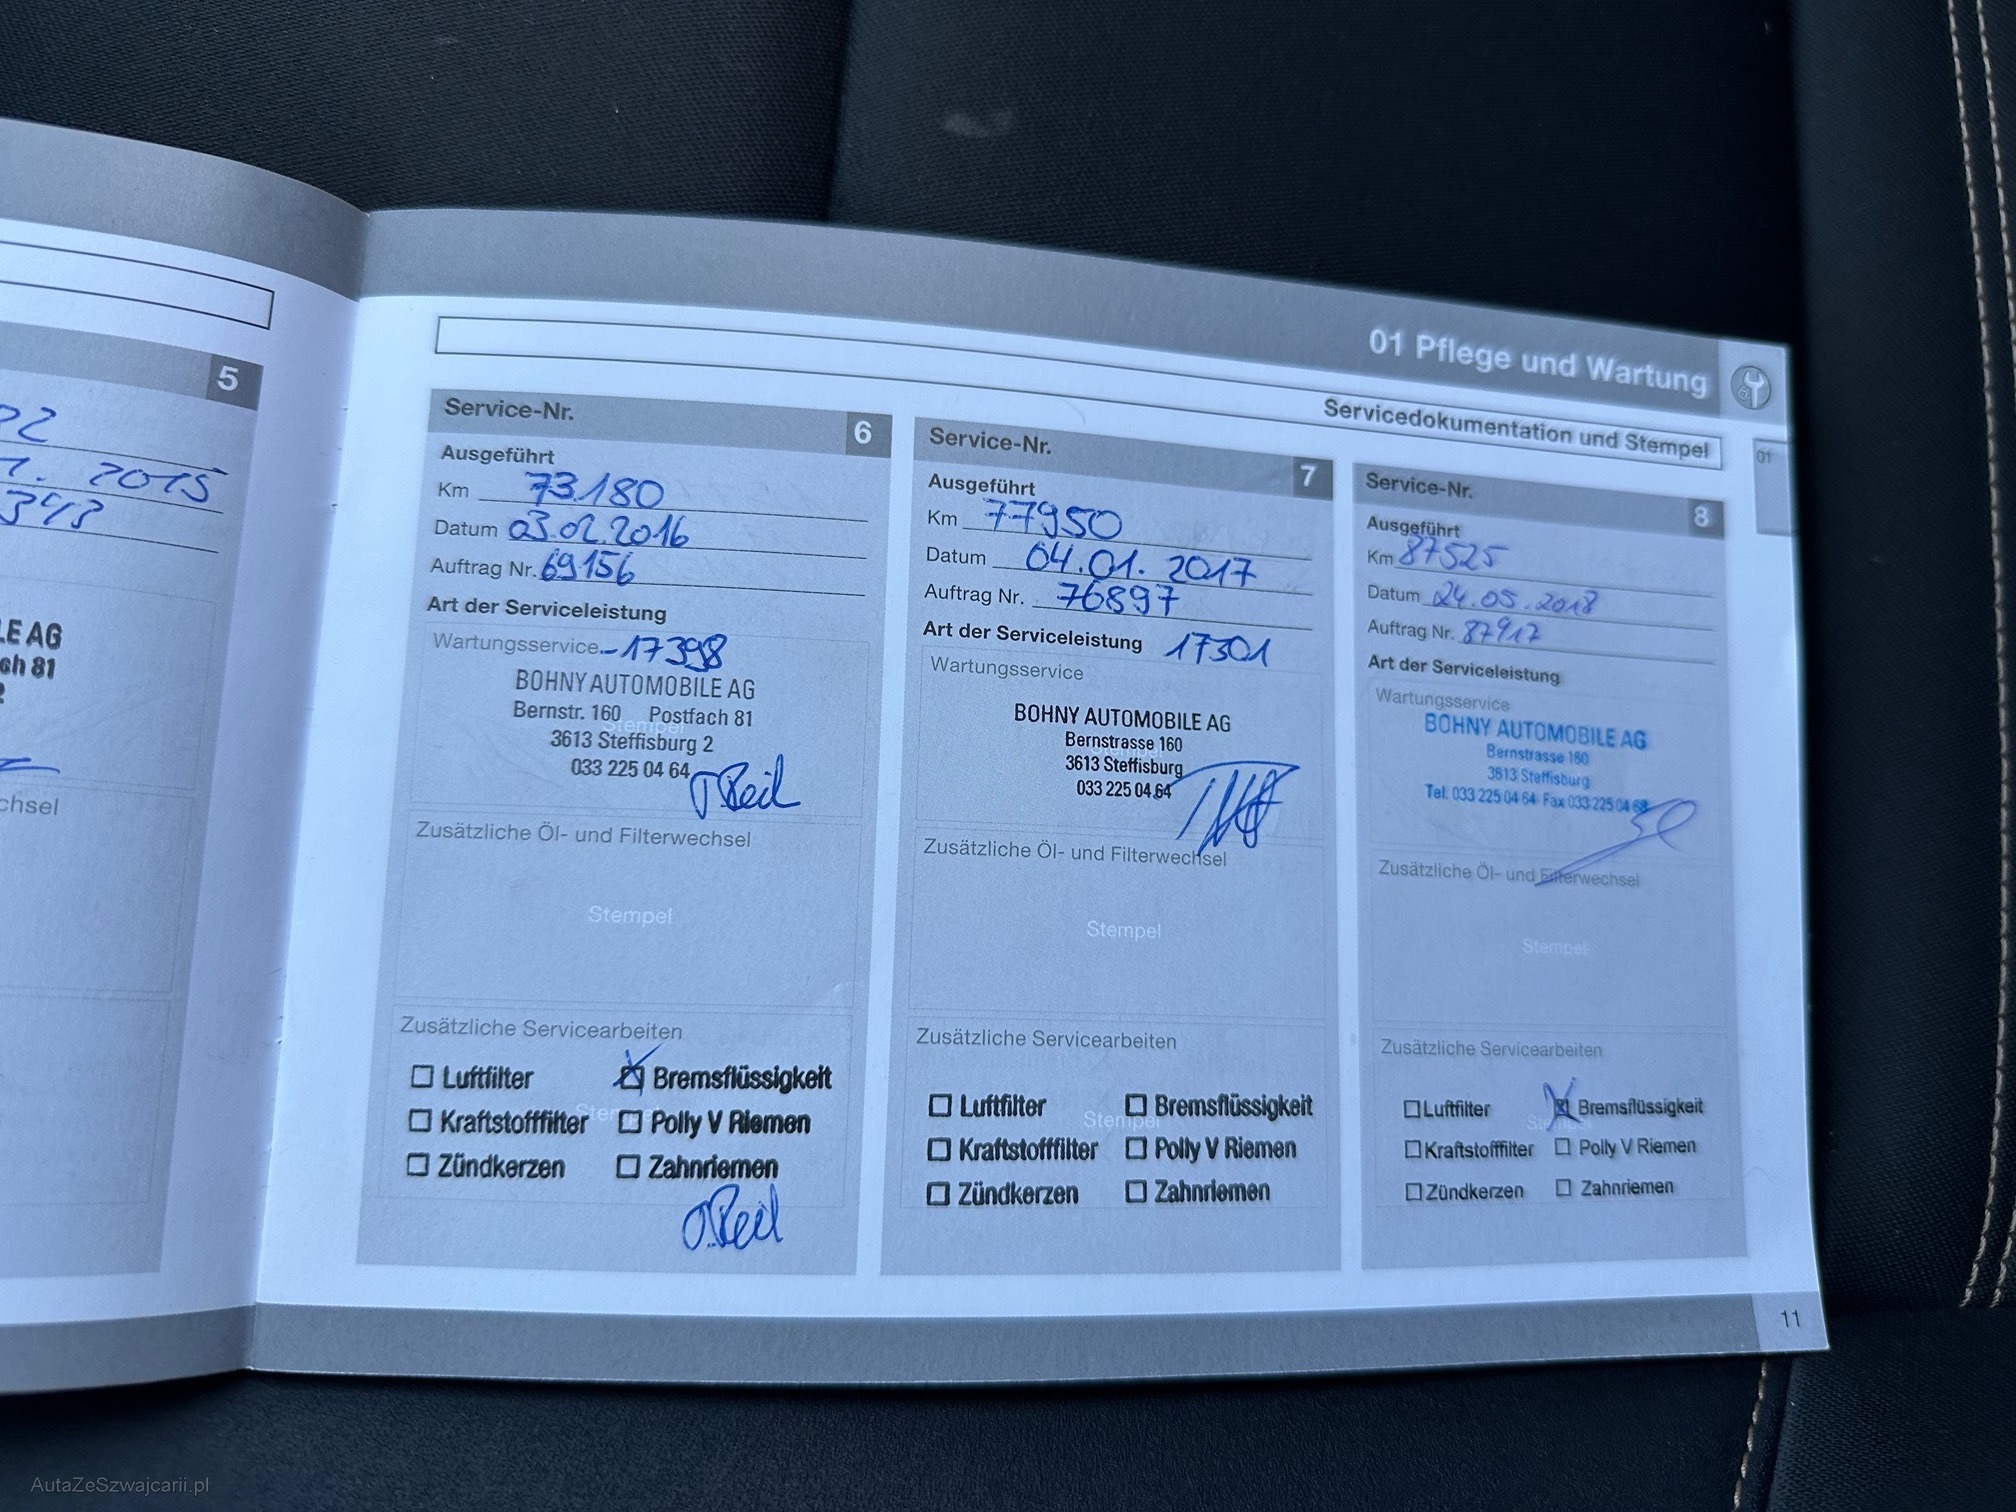 5
2015
343
LE AG
ch 81
chsel
01 Pflege und Wartung
Servicedokumentation und Stempel
01
Service-Nr. 6
Ausgeführt
Km 73180
Datum 03.02.2016
Auftrag Nr. 69156
Art der Serviceleistung
Wartungsservice -17398
BOHNY AUTOMOBILE AG
Bernstr. 160 Postfach 81
Stempel
3613 Steffisburg 2
033 225 04 64
Zusätzliche Öl- und Filterwechsel
Stempel
Zusätzliche Servicearbeiten
Luftfilter Bremsflüssigkeit
Stempel
Kraftstofffilter Polly V Riemen
Zündkerzen Zahnriemen
Service-Nr. 7
Ausgeführt
Km 77950
Datum 04.01.2017
Auftrag Nr. 76897
Art der Serviceleistung 17301
Wartungsservice
BOHNY AUTOMOBILE AG
Bernstrasse 160
Stempel
3613 Steffisburg
033 225 04 64
Zusätzliche Öl- und Filterwechsel
Stempel
Zusätzliche Servicearbeiten
Luftfilter Bremsflüssigkeit
Stempel
Kraftstofffilter Polly V Riemen
Zündkerzen Zahnriemen
Service-Nr. 8
Ausgeführt
Km 87525
Datum 24.05.2018
Auftrag Nr. 87917
Art der Serviceleistung
Wartungsservice
BOHNY AUTOMOBILE AG
Bernstrasse 160
3613 Steffisburg
Tel. 033 225 04 64 Fax 033 225 04 68
Zusätzliche Öl- und Filterwechsel
Stempel
Zusätzliche Servicearbeiten
Luftfilter Bremsflüssigkeit
Stempel
Kraftstofffilter Polly V Riemen
Zündkerzen Zahnriemen
11
AutaZeSzwajcarii.pl